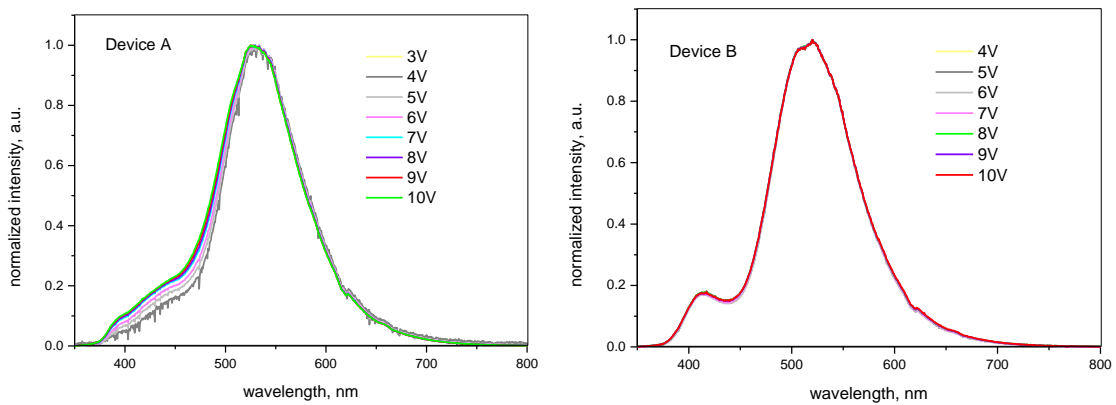 Device A
3V
4V
5V
6V
7V
8V
9V
10V
1.0
0.8
0.6
0.4
0.2
0.0
normalized intensity, a.u.
400
500
600
700
800
wavelength, nm
Device B
4V
5V
6V
7V
8V
9V
10V
1.0
0.8
0.6
0.4
0.2
0.0
normalized intensity, a.u.
400
500
600
700
800
wavelength, nm